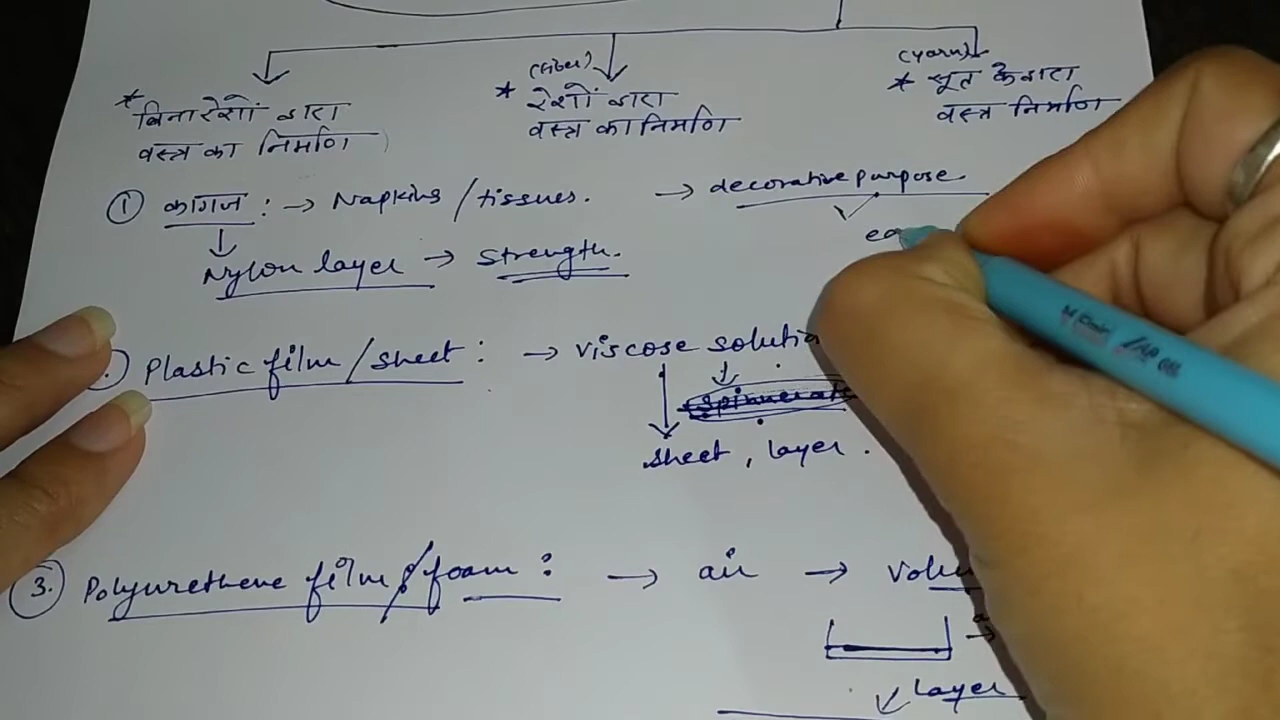 (fiber)
(yarn)
* बिना रेशों द्वारा
वस्त्र का निर्माण
* रेशों द्वारा
वस्त्र का निर्माण
* सूत के द्वारा
वस्त्र निर्माण
① कागज : → Napkins / tissues. → decorative purpose
Nylon layer → strength.
Plastic film / sheet : → viscose solutio
spinnerate
sheet, layer.
3. Polyurethene film / foam : → air →
Layer